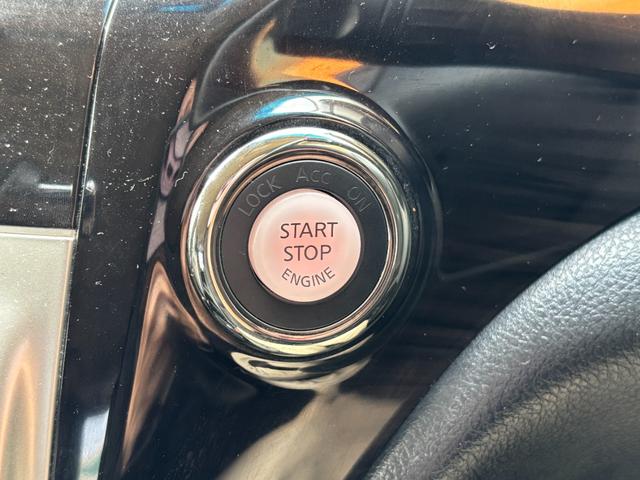 LOCK Acc ON
START
STOP
ENGINE